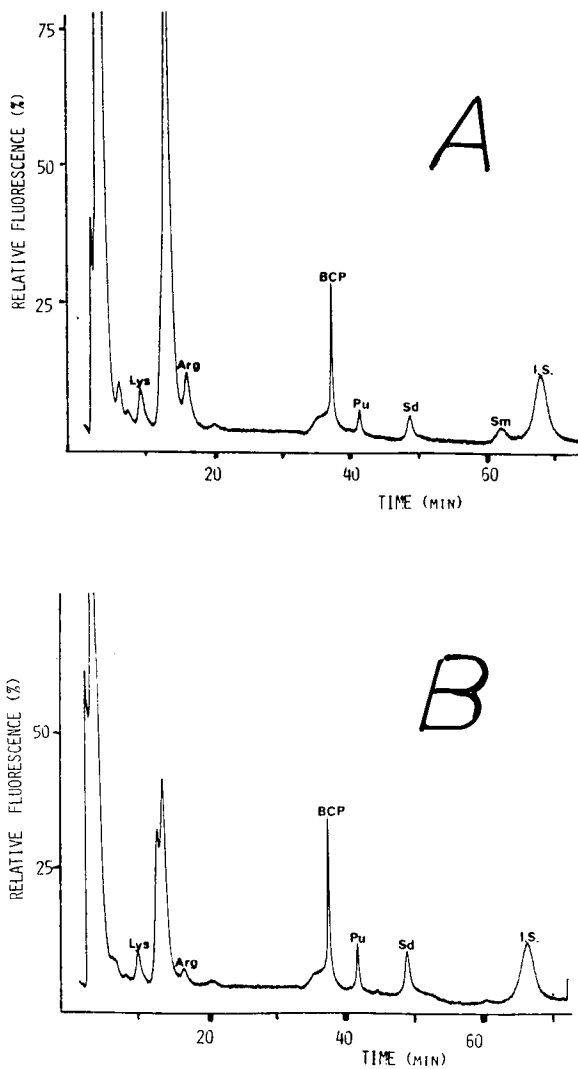 75
50
25
RELATIVE FLUORESCENCE (%)
A
Lys
Arg
BCP
Pu
Sd
Sm
I.S.
20 40 60
TIME (MIN)
50
25
RELATIVE FLUORESCENCE (%)
B
Lys
Arg
BCP
Pu
Sd
I.S.
20 40 60
TIME (MIN)